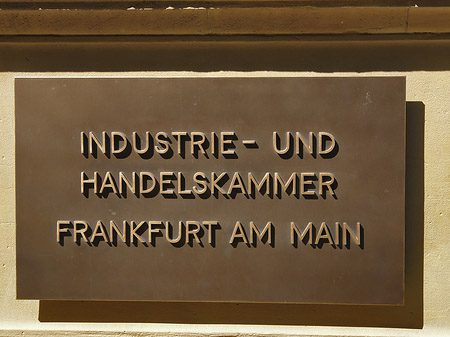 INDUSTRIE- UND
HANDELSKAMMER
FRANKFURT AM MAIN